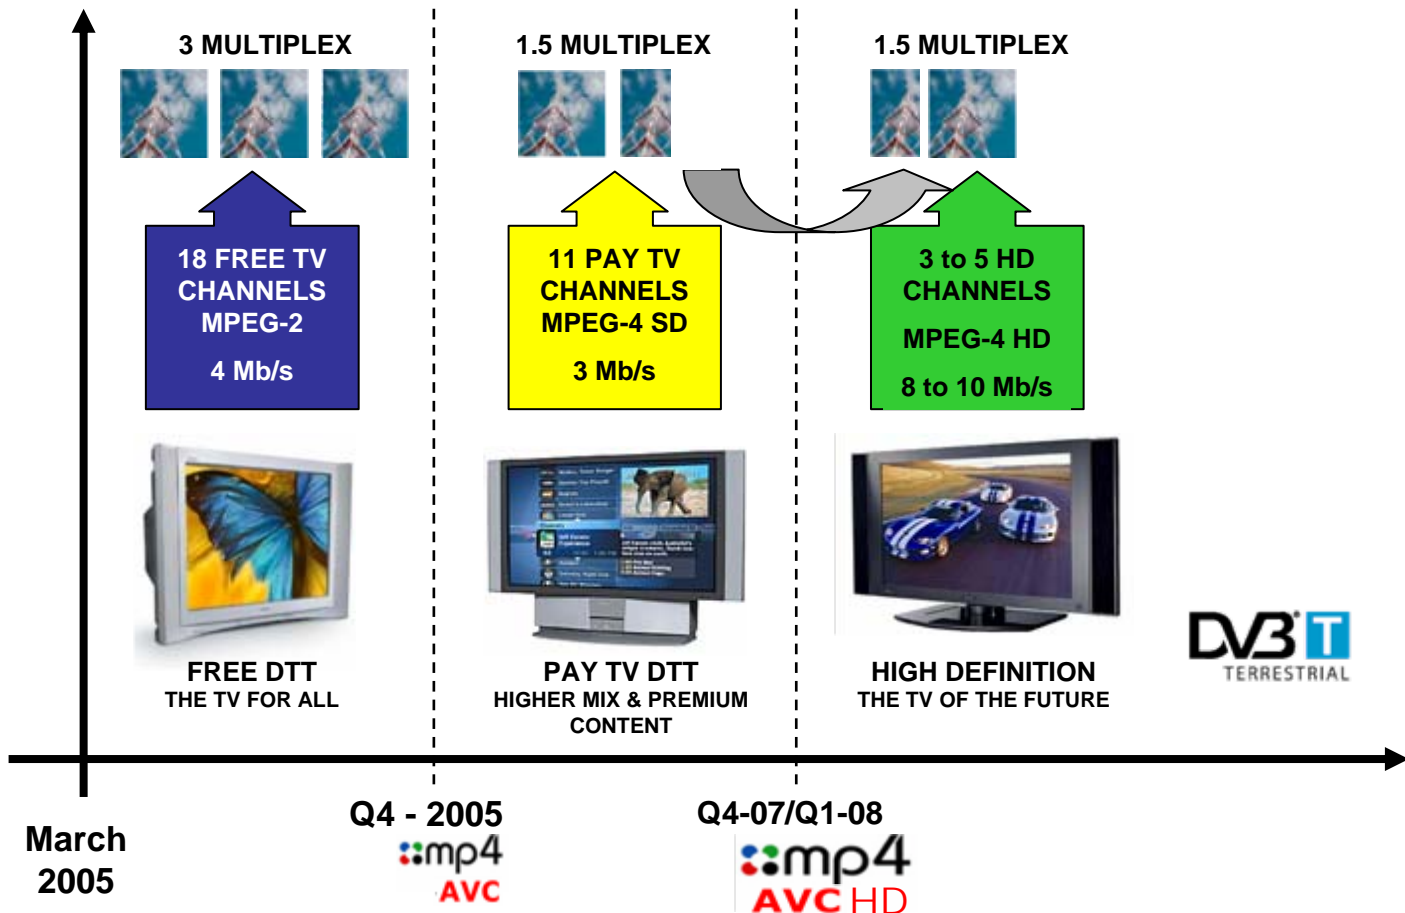 3 MULTIPLEX
1.5 MULTIPLEX
1.5 MULTIPLEX
18 FREE TV
CHANNELS
MPEG-2
4 Mb/s
11 PAY TV
CHANNELS
MPEG-4 SD
3 Mb/s
3 to 5 HD
CHANNELS
MPEG-4 HD
8 to 10 Mb/s
FREE DTT
THE TV FOR ALL
PAY TV DTT
HIGHER MIX & PREMIUM
CONTENT
HIGH DEFINITION
THE TV OF THE FUTURE
DVB T
TERRESTRIAL
March
2005
Q4 - 2005
mp4
AVC
Q4-07/Q1-08
mp4
AVC HD